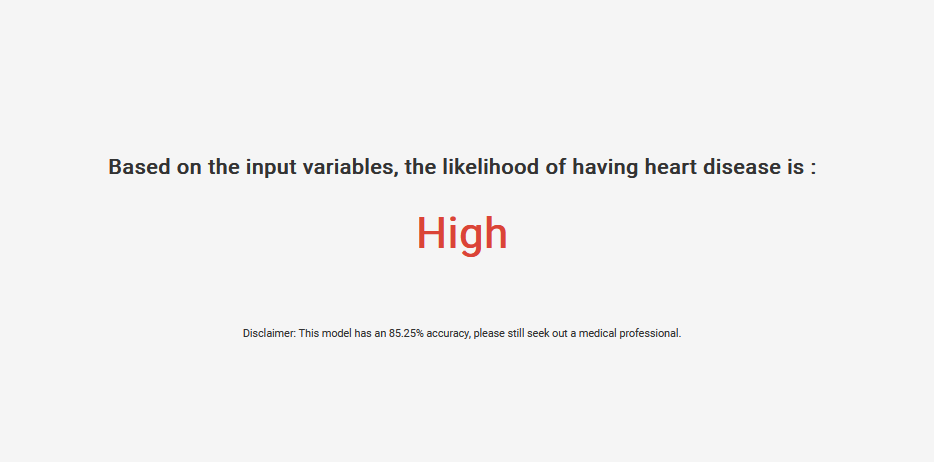 Based on the input variables, the likelihood of having heart disease is :
High
Disclaimer: This model has an 85.25% accuracy, please still seek out a medical professional.